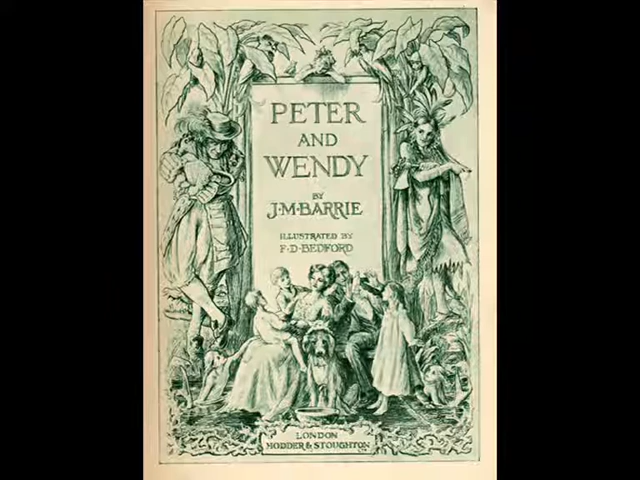 PETER
AND
WENDY
BY
J·M·BARRIE
ILLUSTRATED BY
F·D·BEDFORD
LONDON
HODDER & STOUGHTON